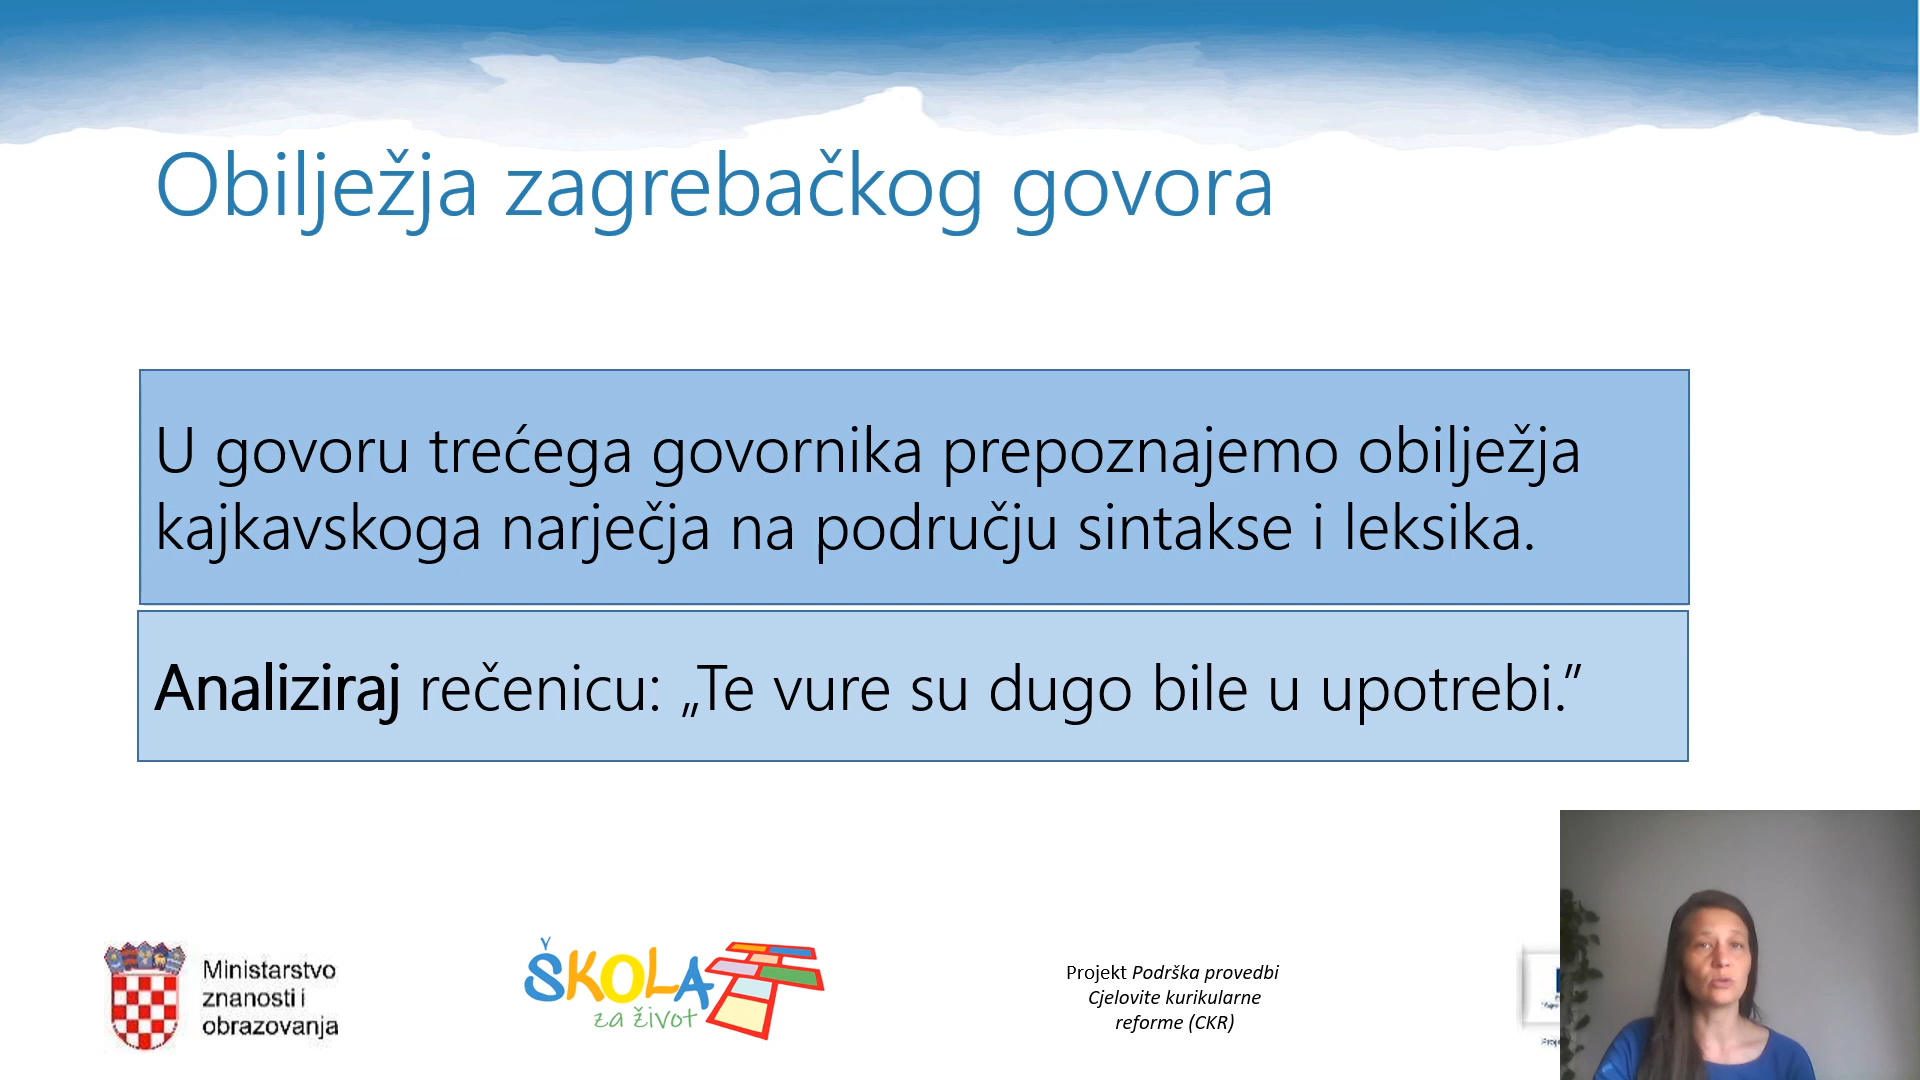 Obilježja zagrebačkog govora
U govoru trećega govornika prepoznajemo obilježja
kajkavskoga narječja na području sintakse i leksika.
Analiziraj rečenicu: „Te vure su dugo bile u upotrebi.”
Ministarstvo
znanosti i
obrazovanja
ŠKOLA
za život
Projekt Podrška provedbi
Cjelovite kurikularne
reforme (CKR)